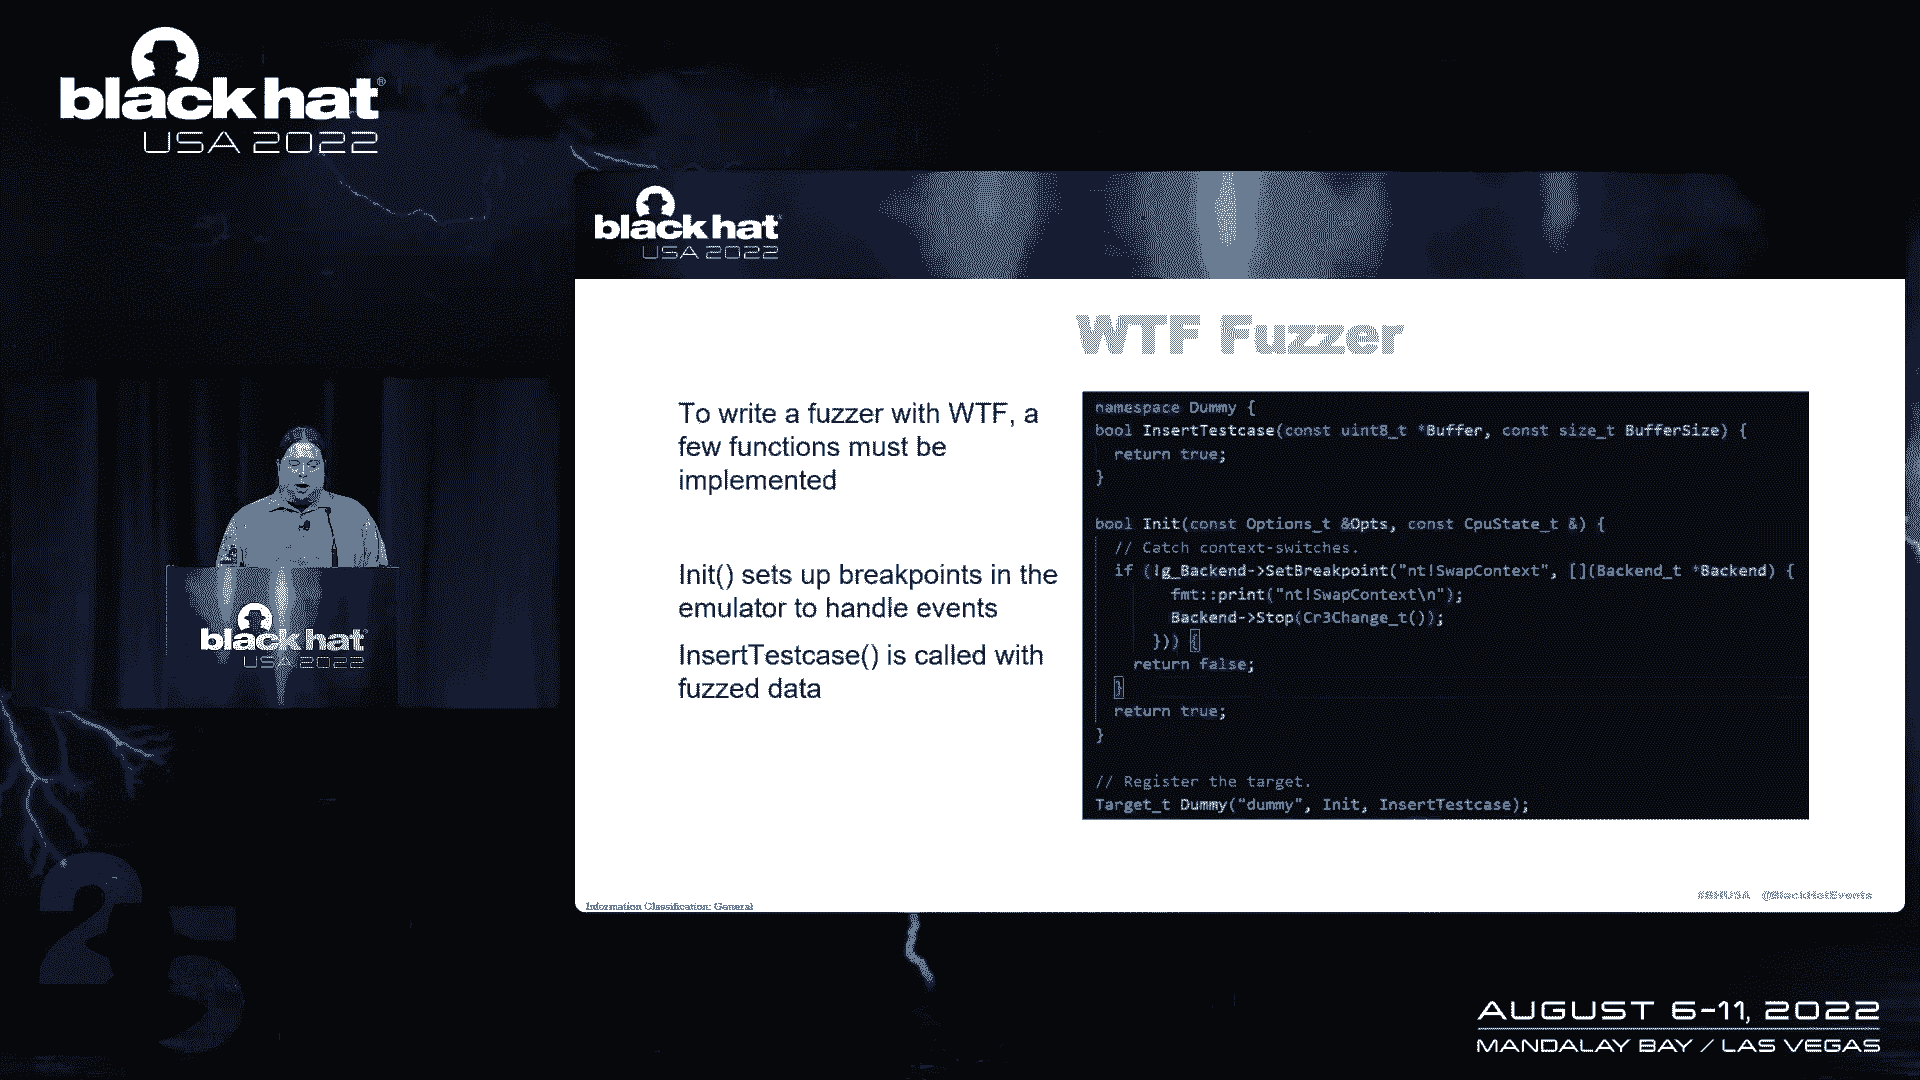 black hat®
USA 2022
black hat
USA 2022
WTF Fuzzer
To write a fuzzer with WTF, a
few functions must be
implemented
Init() sets up breakpoints in the
emulator to handle events
InsertTestcase() is called with
fuzzed data
namespace Dummy {
bool InsertTestcase(const uint8_t *Buffer, const size_t BufferSize) {
return true;
}
bool Init(const Options_t &Opts, const CpuState_t &) {
// Catch context-switches.
if (!g_Backend->SetBreakpoint("nt!SwapContext", [](Backend_t *Backend) {
fmt::print("nt!SwapContext\n");
Backend->Stop(Cr3Change_t());
})) {
return false;
}
return true;
}
// Register the target.
Target_t Dummy("dummy", Init, InsertTestcase);
Information Classification: General
#BHUSA @BlackHatEvents
black hat
USA 2022
25
AUGUST 6-11, 2022
MANDALAY BAY / LAS VEGAS